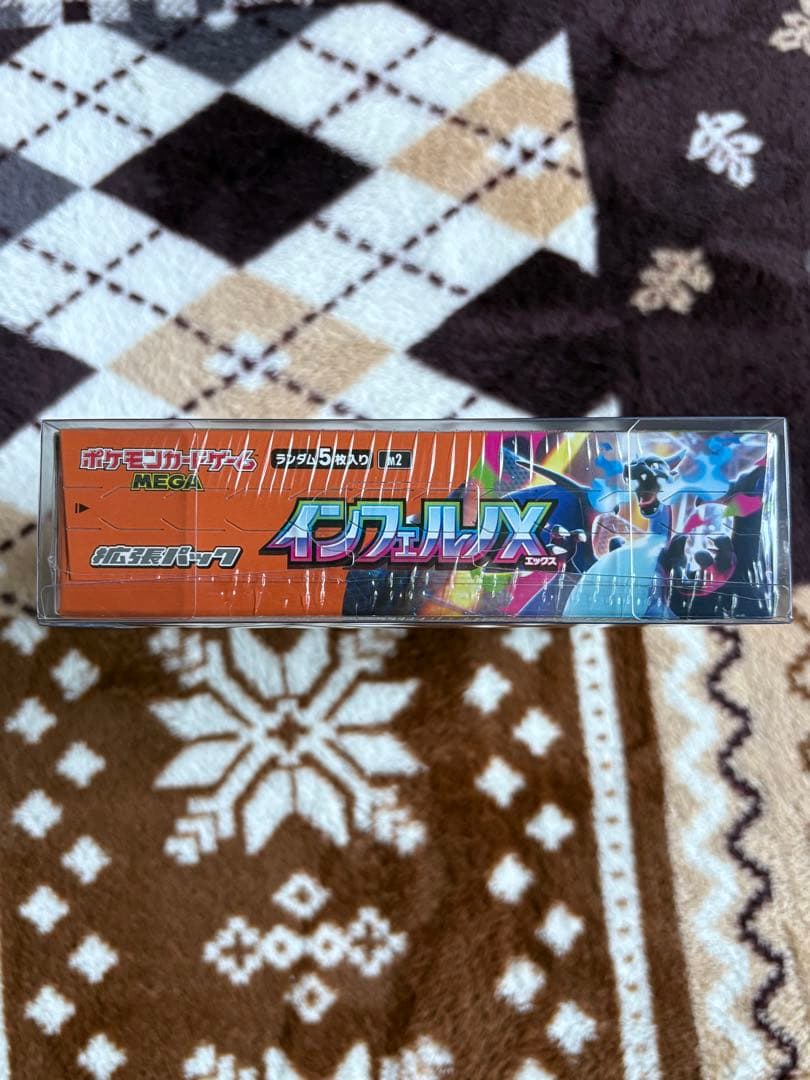 ポケモンカードゲーム
MEGA
ランダム5枚入り
m2
拡張パック
インフェルノX
エックス